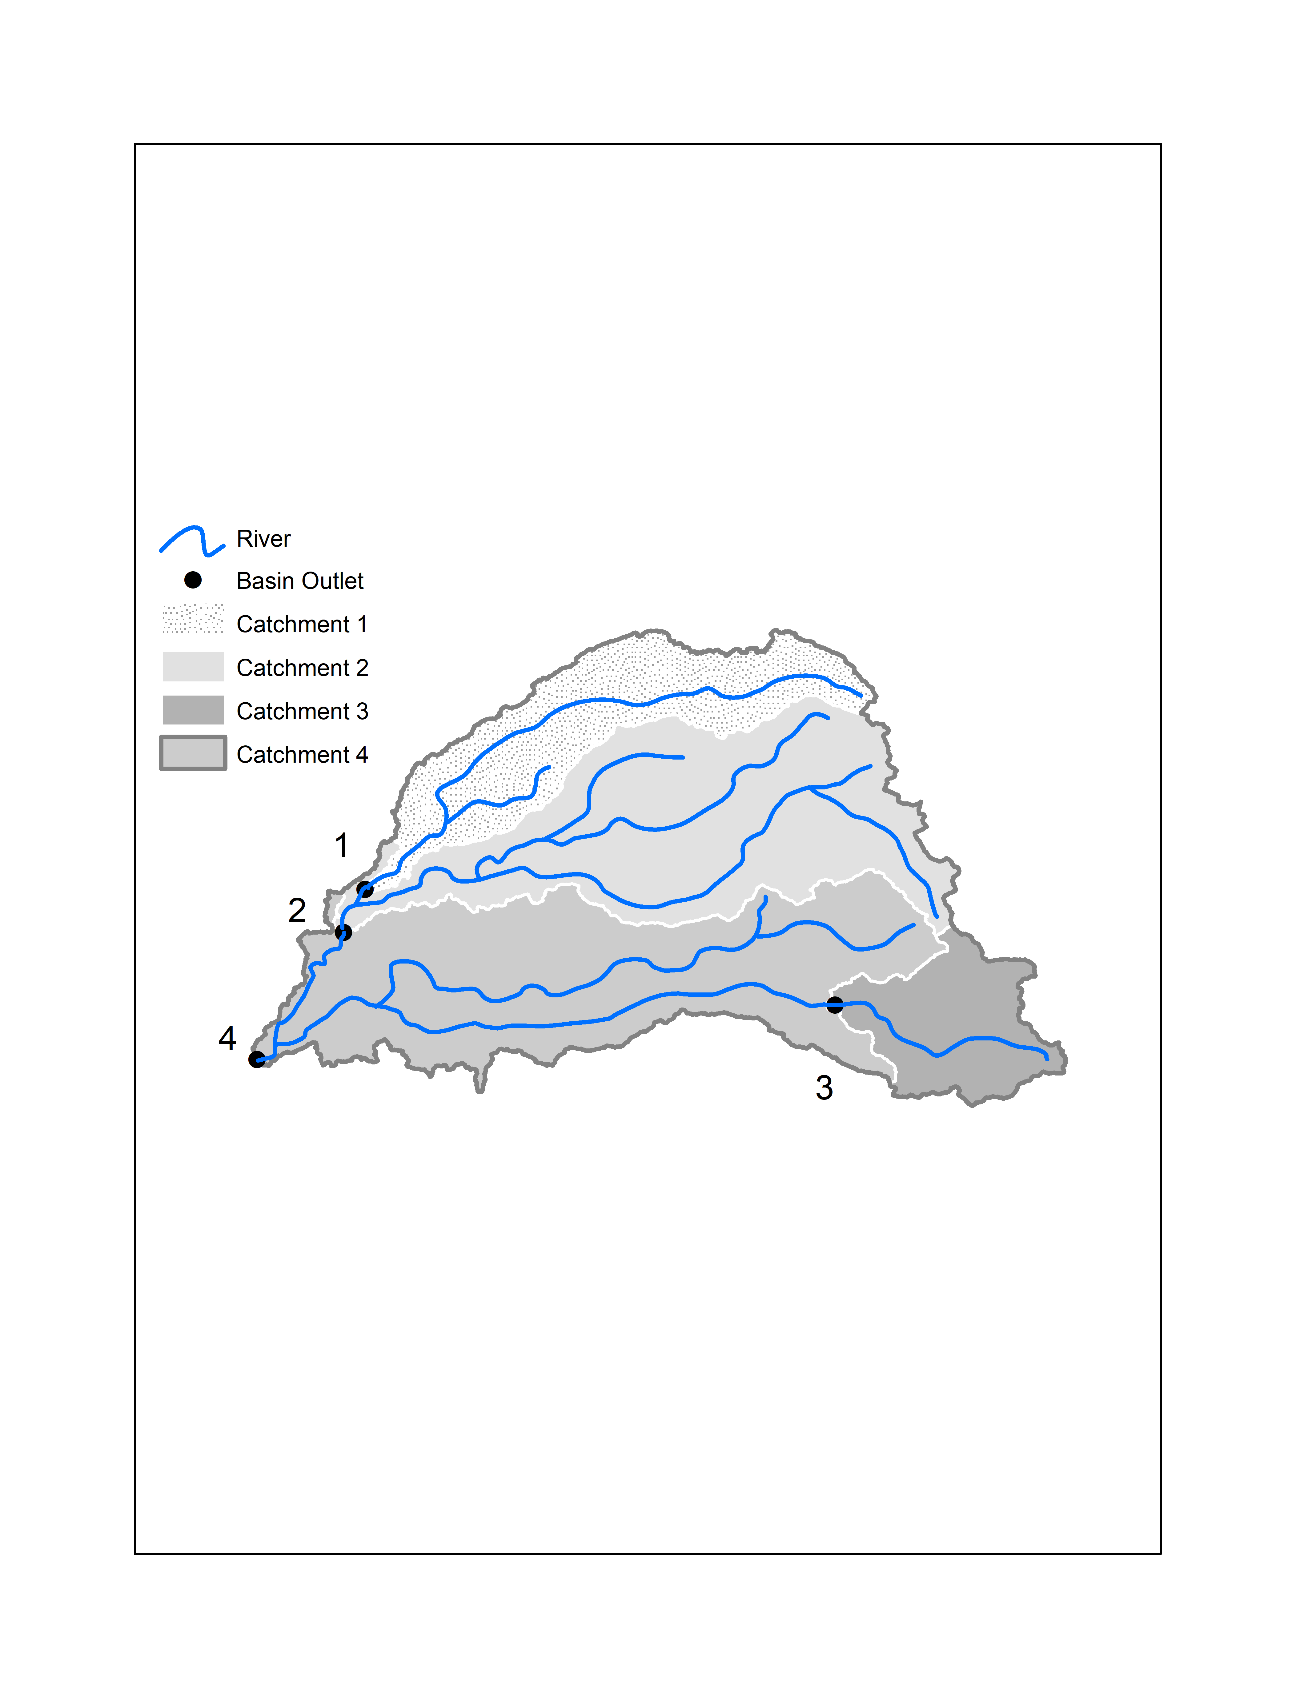 River
Basin Outlet
Catchment 1
Catchment 2
Catchment 3
Catchment 4
1
2
4
3